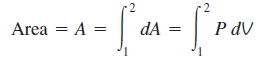 Area = A = ∫₁² dA = ∫₁² P dV